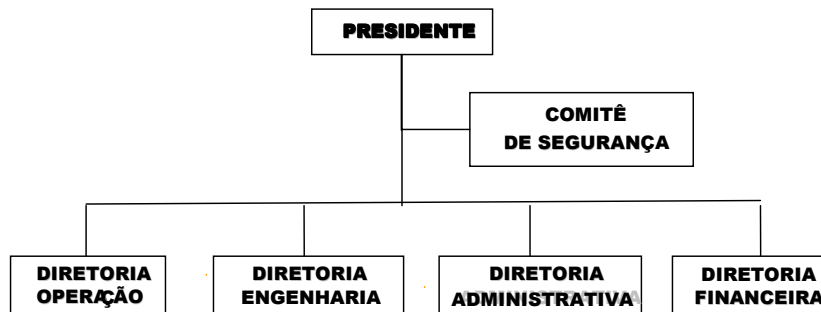 PRESIDENTE
COMITÊ
DE SEGURANÇA
DIRETORIA
OPERAÇÃO
DIRETORIA
ENGENHARIA
DIRETORIA
ADMINISTRATIVA
DIRETORIA
FINANCEIRA